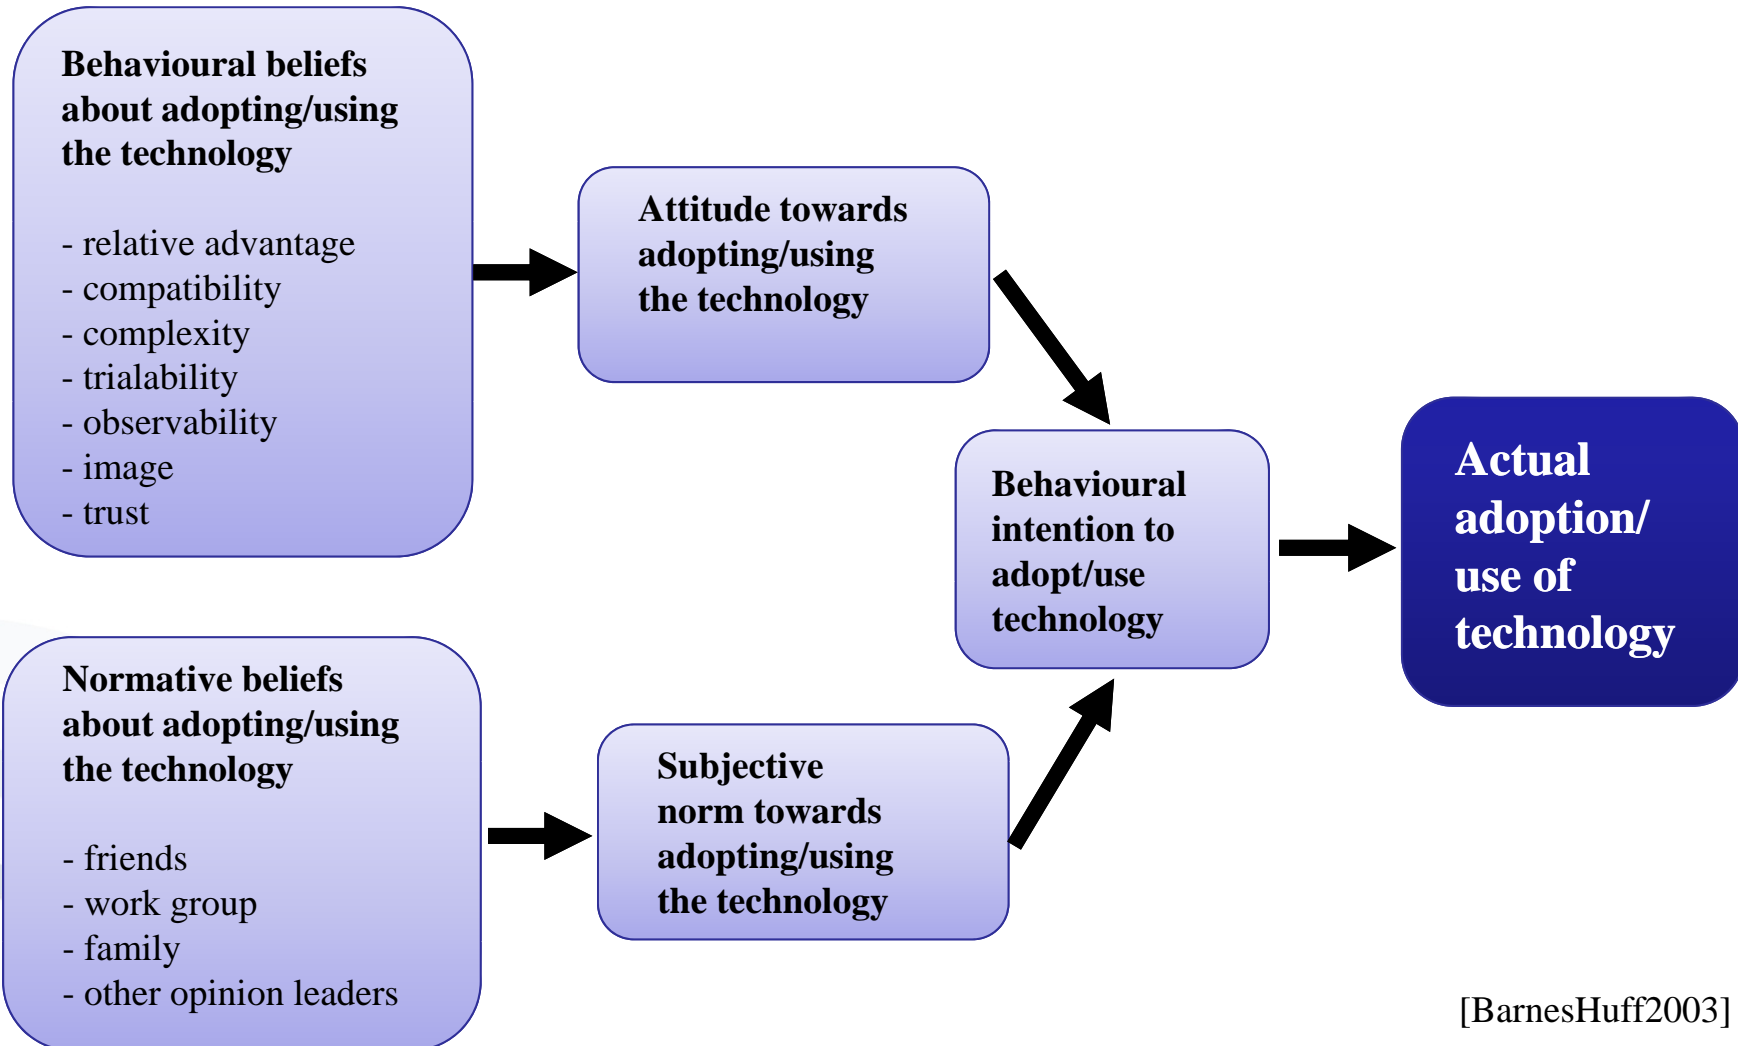 Behavioural beliefs
about adopting/using
the technology
- relative advantage
- compatibility
- complexity
- trialability
- observability
- image
- trust
Attitude towards
adopting/using
the technology
Behavioural
intention to
adopt/use
technology
Actual
adoption/
use of
technology
Normative beliefs
about adopting/using
the technology
- friends
- work group
- family
- other opinion leaders
Subjective
norm towards
adopting/using
the technology
[BarnesHuff2003]